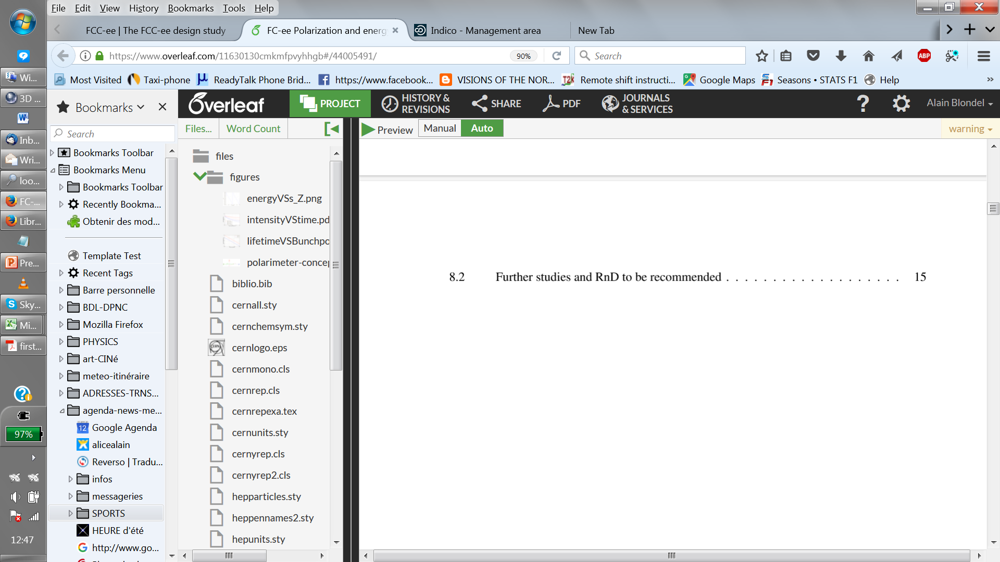 File Edit View History Bookmarks Tools Help
FCC-ee | The FCC-ee design study
FC-ee Polarization and energ
Indico - Management area
New Tab
https://www.overleaf.com/11630130cmkmfpvyhhgb#/44005491/
90%
Search
ABP
Most Visited
Taxi-phone
ReadyTalk Phone Brid...
https://www.facebook...
VISIONS OF THE NOR...
Remote shift instructi...
Google Maps
Seasons • STATS F1
Help
Wi...
3D ...
Inb...
Wri...
loo...
FC-...
Libr...
Pre...
Sky...
Mi...
first...
97%
12:47
Bookmarks
Search
Bookmarks Toolbar
Bookmarks Menu
Bookmarks Toolbar
Recently Bookma...
Obtenir des mod...
Template Test
Recent Tags
Barre personnelle
BDL-DPNC
Mozilla Firefox
PHYSICS
art-CINé
meteo-itinéraire
ADRESSES-TRNS...
agenda-news-me...
12
Google Agenda
alicealain
Reverso | Tradu...
infos
messageries
SPORTS
HEURE d'été
http://www.go...
Overleaf
PROJECT
HISTORY &
REVISIONS
SHARE
PDF
JOURNALS
& SERVICES
?
Alain Blondel
Files...
Word Count
Preview
Manual
Auto
warning
files
figures
energyVSs_Z.png
intensityVStime.pd
lifetimeVSBunchpo
polarimeter-concep
biblio.bib
cernall.sty
cernchemsym.sty
cernlogo.eps
cernmono.cls
cernrep.cls
cernrepexa.tex
cernunits.sty
cernyrep.cls
cernyrep2.cls
hepparticles.sty
heppennames2.sty
hepunits.sty
8.2 Further studies and RnD to be recommended . . . . . . . . . . . . . . . . . . . 15